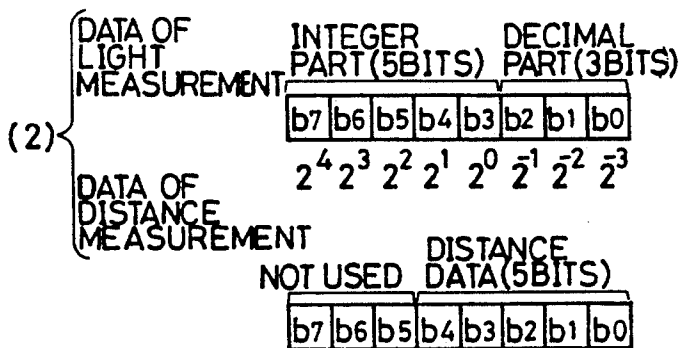 DATA OF
LIGHT
MEASUREMENT
INTEGER
PART(5BITS)
DECIMAL
PART(3BITS)
b7 b6 b5 b4 b3 b2 b1 b0
2^4 2^3 2^2 2^1 2^0 2^-1 2^-2 2^-3
(2)
DATA OF
DISTANCE
MEASUREMENT
NOT USED
DISTANCE
DATA(5BITS)
b7 b6 b5 b4 b3 b2 b1 b0